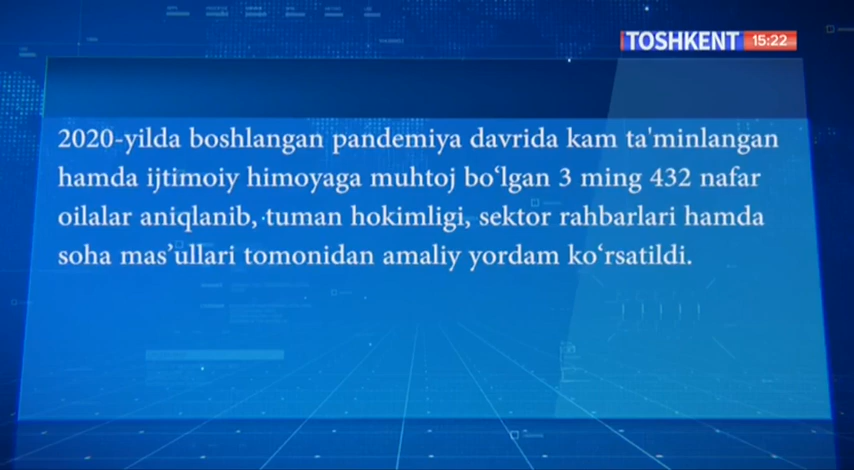 TOSHKENT 15:22
2020-yilda boshlangan pandemiya davrida kam ta'minlangan
hamda ijtimoiy himoyaga muhtoj bo‘lgan 3 ming 432 nafar
oilalar aniqlanib, tuman hokimligi, sektor rahbarlari hamda
soha mas’ullari tomonidan amaliy yordam ko‘rsatildi.